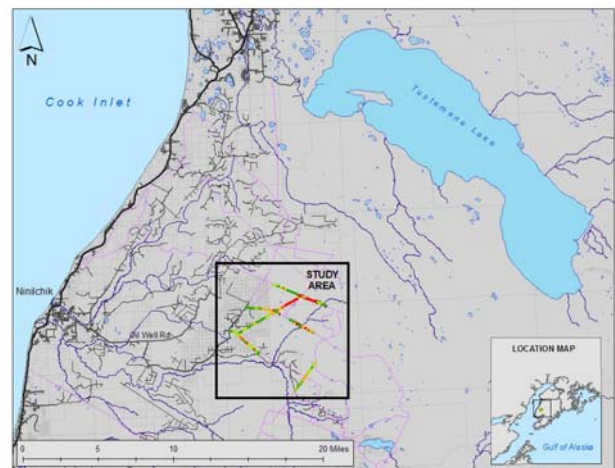 N
Cook Inlet
Tustumena Lake
STUDY
AREA
Ninilchik
Oil Well Rd
LOCATION MAP
Gulf of Alaska
0 5 10 20 Miles